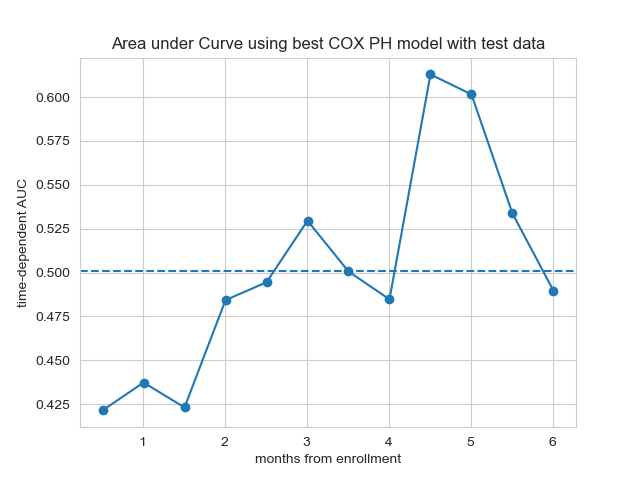 Area under Curve using best COX PH model with test data
time-dependent AUC
0.600
0.575
0.550
0.525
0.500
0.475
0.450
0.425
1 2 3 4 5 6
months from enrollment